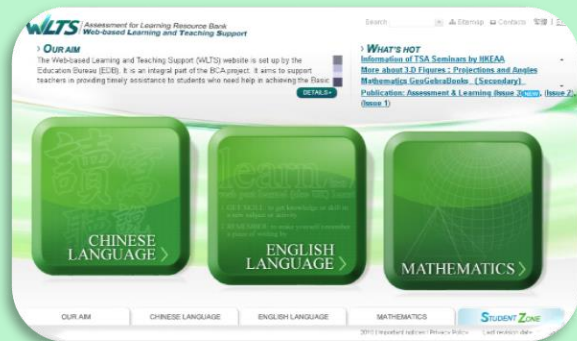 WLTS Assessment for Learning Resource Bank
Web-based Learning and Teaching Support
Search
Sitemap Contacts 繁體
› OUR AIM
The Web-based Learning and Teaching Support (WLTS) website is set up by the
Education Bureau (EDB). It is an integral part of the BCA project. It aims to support
teachers in providing timely assistance to students who need help in achieving the Basic
DETAILS
› WHAT'S HOT
Information of TSA Seminars by HKEAA
More about 3-D Figures : Projections and Angles
Mathematics GeoGebraBooks (Secondary)
Publication: Assessment & Learning (Issue 3) NEW, (Issue 2),
(Issue 1)
CHINESE
LANGUAGE >
learn
ENGLISH
LANGUAGE >
MATHEMATICS >
OUR AIM
CHINESE LANGUAGE
ENGLISH LANGUAGE
MATHEMATICS
STUDENT ZONE
Important notices | Privacy Policy Last revision date